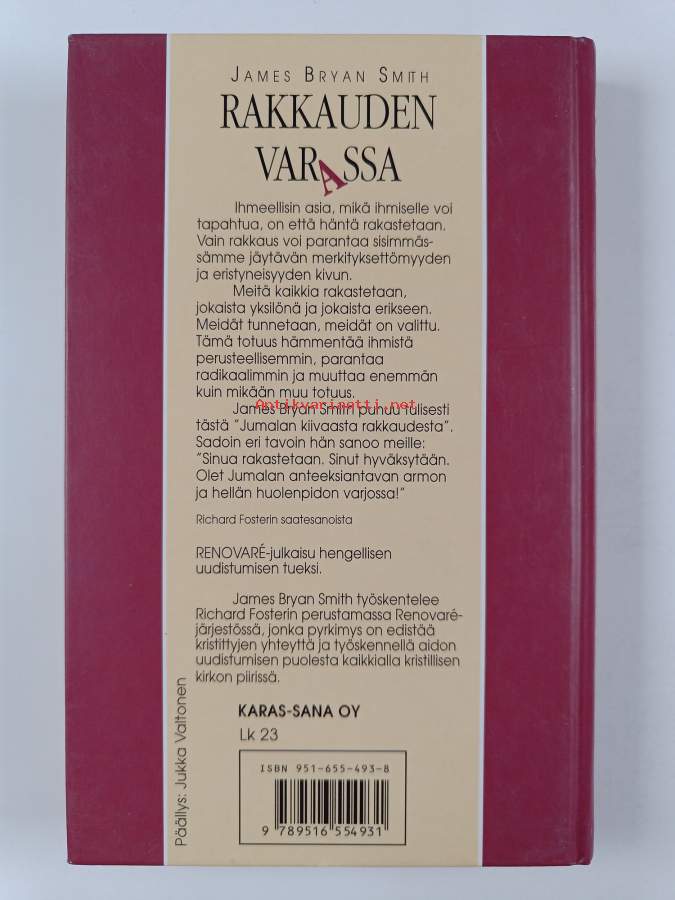 JAMES BRYAN SMITH
RAKKAUDEN
VARASSA
Ihmeellisin asia, mikä ihmiselle voi
tapahtua, on että häntä rakastetaan.
Vain rakkaus voi parantaa sisimmäs-
sämme jäytävän merkityksettömyyden
ja eristyneisyyden kivun.
Meitä kaikkia rakastetaan,
jokaista yksilönä ja jokaista erikseen.
Meidät tunnetaan, meidät on valittu.
Tämä totuus hämmentää ihmistä
perusteellisemmin, parantaa
radikaalimmin ja muuttaa enemmän
kuin mikään muu totuus.
Antikvariaatti.net
James Bryan Smith puhuu tulisesti
tästä "Jumalan kiivaasta rakkaudesta".
Sadoin eri tavoin hän sanoo meille:
"Sinua rakastetaan. Sinut hyväksytään.
Olet Jumalan anteeksiantavan armon
ja hellän huolenpidon varjossa!"
Richard Fosterin saatesanoista
RENOVARÉ-julkaisu hengellisen
uudistumisen tueksi.
James Bryan Smith työskentelee
Richard Fosterin perustamassa Renovaré-
järjestössä, jonka pyrkimys on edistää
kristittyjen yhteyttä ja työskennellä aidon
uudistumisen puolesta kaikkialla kristillisen
kirkon piirissä.
KARAS-SANA OY
Lk 23
ISBN 951-655-493-8
9 789516 554931
Päällys: Jukka Valtonen